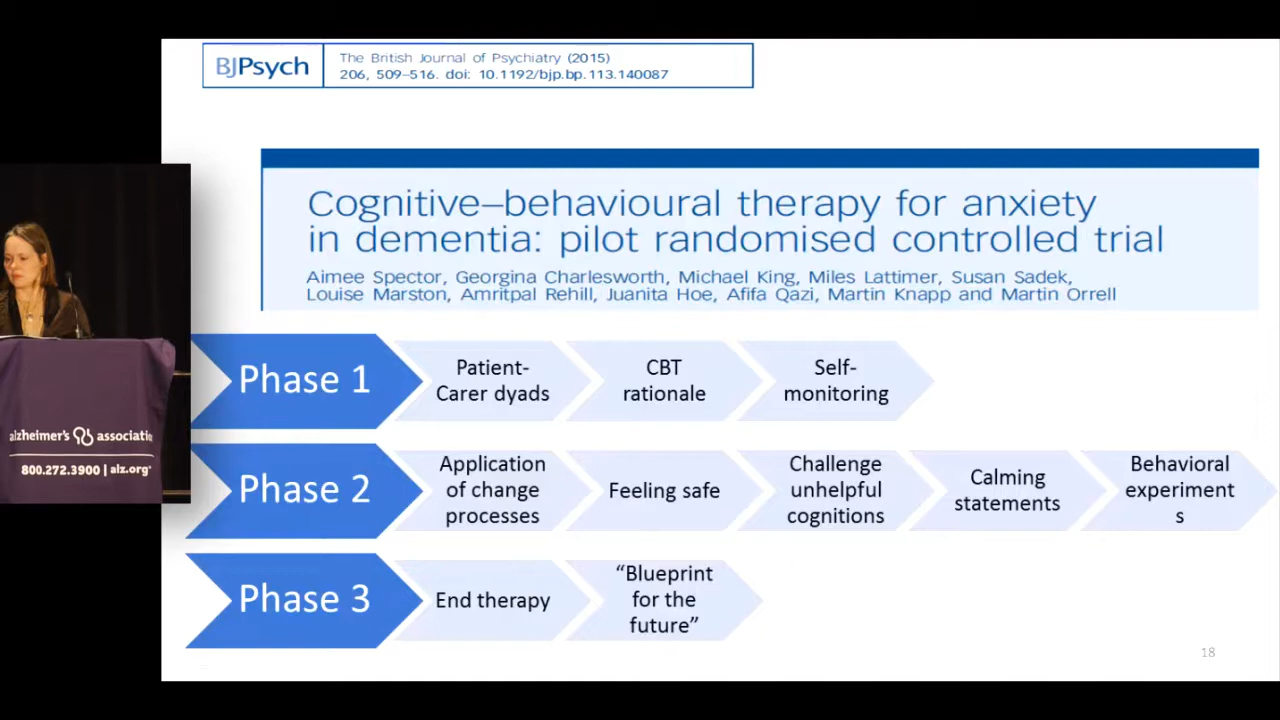 BJPsych
The British Journal of Psychiatry (2015)
206, 509–516. doi: 10.1192/bjp.bp.113.140087
Cognitive–behavioural therapy for anxiety
in dementia: pilot randomised controlled trial
Aimee Spector, Georgina Charlesworth, Michael King, Miles Lattimer, Susan Sadek,
Louise Marston, Amritpal Rehill, Juanita Hoe, Afifa Qazi, Martin Knapp and Martin Orrell
Phase 1
Patient-
Carer dyads
CBT
rationale
Self-
monitoring
Phase 2
Application
of change
processes
Feeling safe
Challenge
unhelpful
cognitions
Calming
statements
Behavioral
experiment
s
Phase 3
End therapy
“Blueprint
for the
future”
18
alzheimer's associatio
800.272.3900 | alz.org